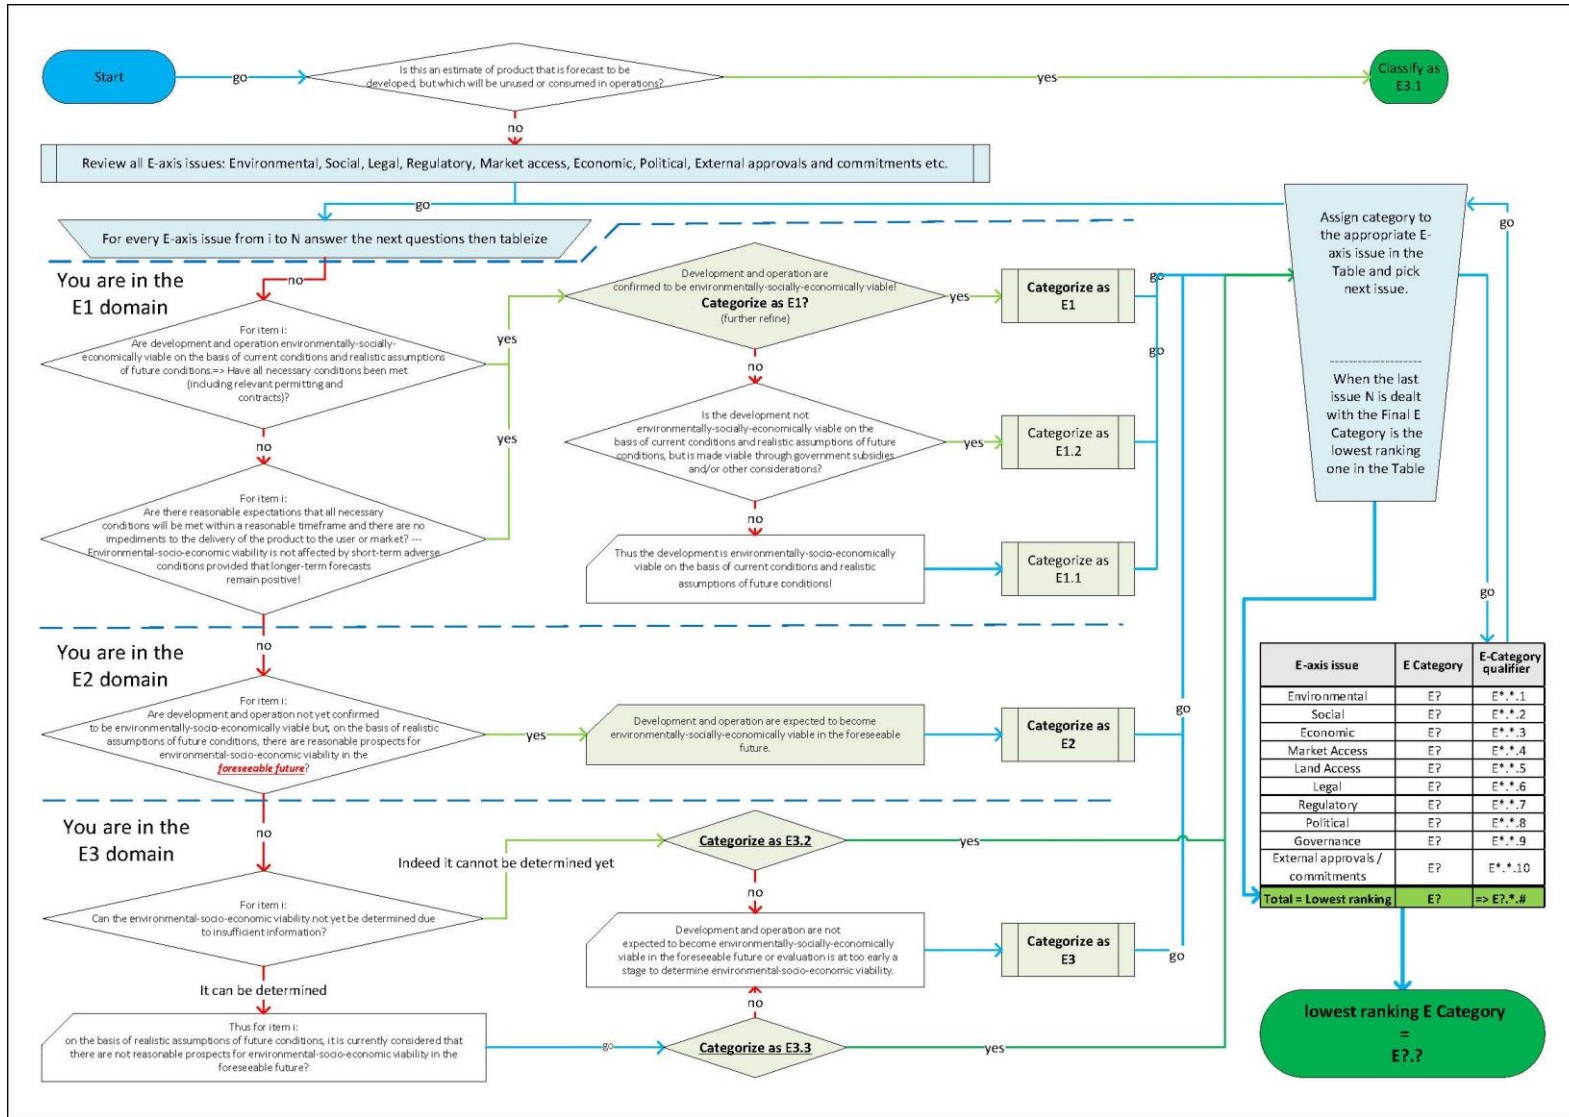 Start
go
Is this an estimate of product that is forecast to be
developed, but which will be unused or consumed in operations?
yes
Classify as
E3.1
no
Review all E-axis issues: Environmental, Social, Legal, Regulatory, Market access, Economic, Political, External approvals and commitments etc.
go
For every E-axis issue from i to N answer the next questions then tableize
You are in the
E1 domain
no
For item i:
Are development and operation environmentally-socially-
economically viable on the basis of current conditions and realistic assumptions
of future conditions.=> Have all necessary conditions been met
(including relevant permitting and
contracts)?
yes
no
For item i:
Are there reasonable expectations that all necessary
conditions will be met within a reasonable timeframe and there are no
impediments to the delivery of the product to the user or market? ---
Environmental-socio-economic viability is not affected by short-term adverse
conditions provided that longer-term forecasts
remain positive!
yes
Development and operation are
confirmed to be environmentally-socially-economically viable!
Categorize as E1?
(further refine)
yes
Categorize as
E1
go
no
Is the development not
environmentally-socially-economically viable on the
basis of current conditions and realistic assumptions of future
conditions, but is made viable through government subsidies
and/or other considerations?
yes
Categorize as
E1.2
go
no
Thus the development is environmentally-socio-economically
viable on the basis of current conditions and realistic
assumptions of future conditions!
Categorize as
E1.1
no
You are in the
E2 domain
For item i:
Are development and operation not yet confirmed
to be environmentally-socio-economically viable but, on the basis of realistic
assumptions of future conditions, there are reasonable prospects for
environmental-socio-economic viability in the
foreseeable future?
yes
Development and operation are expected to become
environmentally-socially-economically viable in the foreseeable
future.
Categorize as
E2
go
no
You are in the
E3 domain
For item i:
Can the environmental-socio-economic viability not yet be determined due
to insufficient information?
Indeed it cannot be determined yet
Categorize as E3.2
yes
no
Development and operation are not
expected to become environmentally-socially-economically
viable in the foreseeable future or evaluation is at too early a
stage to determine environmental-socio-economic viability.
Categorize as
E3
go
It can be determined
Thus for item i:
on the basis of realistic assumptions of future conditions, it is currently considered that
there are not reasonable prospects for environmental-socio-economic viability in the
foreseeable future?
go
no
Categorize as E3.3
yes
Assign category to
the appropriate E-
axis issue in the
Table and pick
next issue.
----------------------
When the last
issue N is dealt
with the Final E
Category is the
lowest ranking
one in the Table
go
go
E-axis issue E Category E-Category
qualifier
Environmental E? E*.*.1
Social E? E*.*.2
Economic E? E*.*.3
Market Access E? E*.*.4
Land Access E? E*.*.5
Legal E? E*.*.6
Regulatory E? E*.*.7
Political E? E*.*.8
Governance E? E*.*.9
External approvals /
commitments E? E*.*.10
Total = Lowest ranking E? => E?.*.#
lowest ranking E Category
=
E?.?